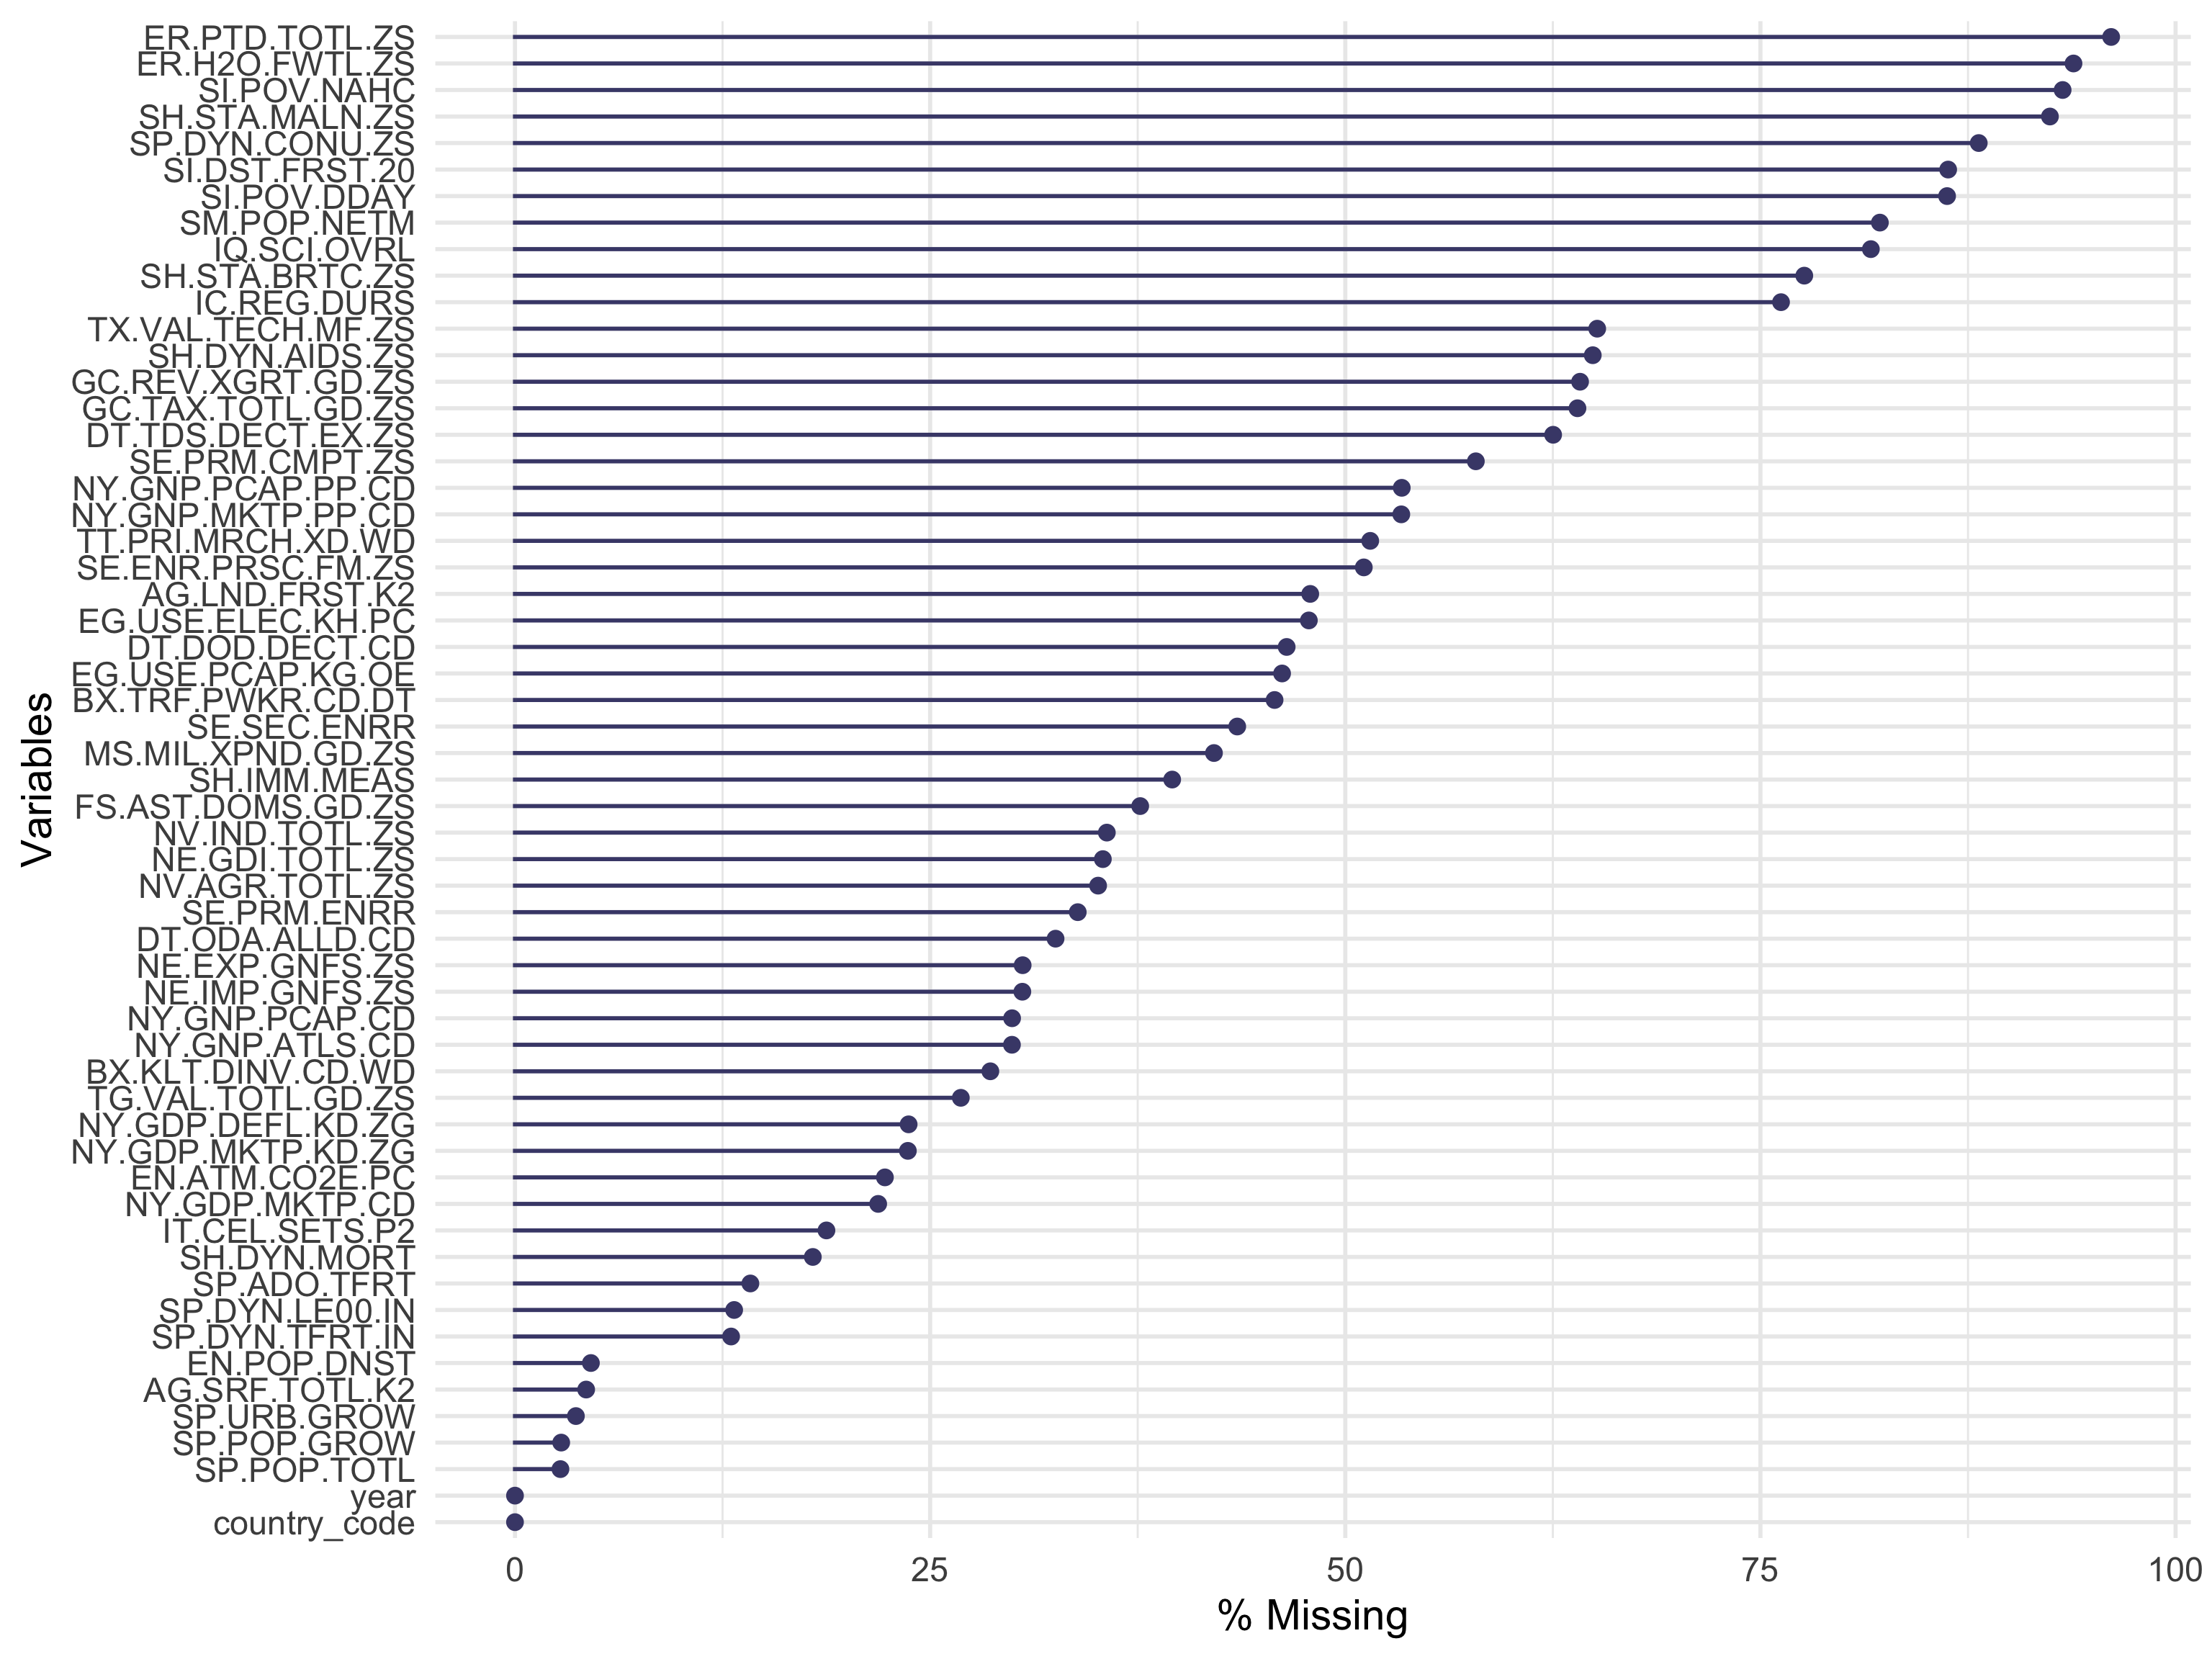 ER.PTD.TOTL.ZS
ER.H2O.FWTL.ZS
SI.POV.NAHC
SH.STA.MALN.ZS
SP.DYN.CONU.ZS
SI.DST.FRST.20
SI.POV.DDAY
SM.POP.NETM
IQ.SCI.OVRL
SH.STA.BRTC.ZS
IC.REG.DURS
TX.VAL.TECH.MF.ZS
SH.DYN.AIDS.ZS
GC.REV.XGRT.GD.ZS
GC.TAX.TOTL.GD.ZS
DT.TDS.DECT.EX.ZS
SE.PRM.CMPT.ZS
NY.GNP.PCAP.PP.CD
NY.GNP.MKTP.PP.CD
TT.PRI.MRCH.XD.WD
SE.ENR.PRSC.FM.ZS
AG.LND.FRST.K2
EG.USE.ELEC.KH.PC
DT.DOD.DECT.CD
EG.USE.PCAP.KG.OE
BX.TRF.PWKR.CD.DT
SE.SEC.ENRR
MS.MIL.XPND.GD.ZS
SH.IMM.MEAS
FS.AST.DOMS.GD.ZS
NV.IND.TOTL.ZS
NE.GDI.TOTL.ZS
NV.AGR.TOTL.ZS
SE.PRM.ENRR
DT.ODA.ALLD.CD
NE.EXP.GNFS.ZS
NE.IMP.GNFS.ZS
NY.GNP.PCAP.CD
NY.GNP.ATLS.CD
BX.KLT.DINV.CD.WD
TG.VAL.TOTL.GD.ZS
NY.GDP.DEFL.KD.ZG
NY.GDP.MKTP.KD.ZG
EN.ATM.CO2E.PC
NY.GDP.MKTP.CD
IT.CEL.SETS.P2
SH.DYN.MORT
SP.ADO.TFRT
SP.DYN.LE00.IN
SP.DYN.TFRT.IN
EN.POP.DNST
AG.SRF.TOTL.K2
SP.URB.GROW
SP.POP.GROW
SP.POP.TOTL
year
country_code
Variables
0 25 50 75 100
% Missing